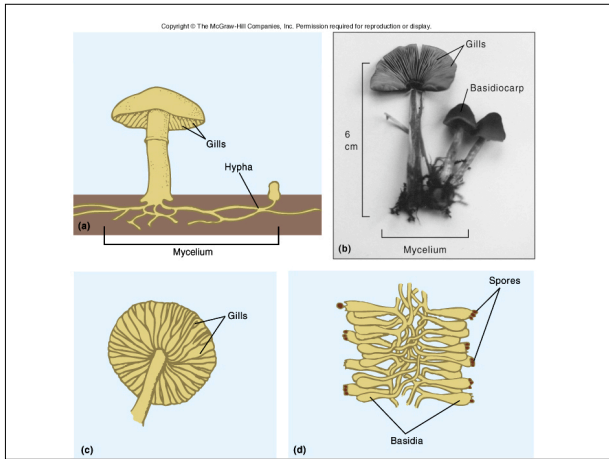 Copyright © The McGraw-Hill Companies, Inc. Permission required for reproduction or display.
Gills
Hypha
(a)
Mycelium
Gills
Basidiocarp
6
cm
(b)
Mycelium
Gills
(c)
Spores
Basidia
(d)